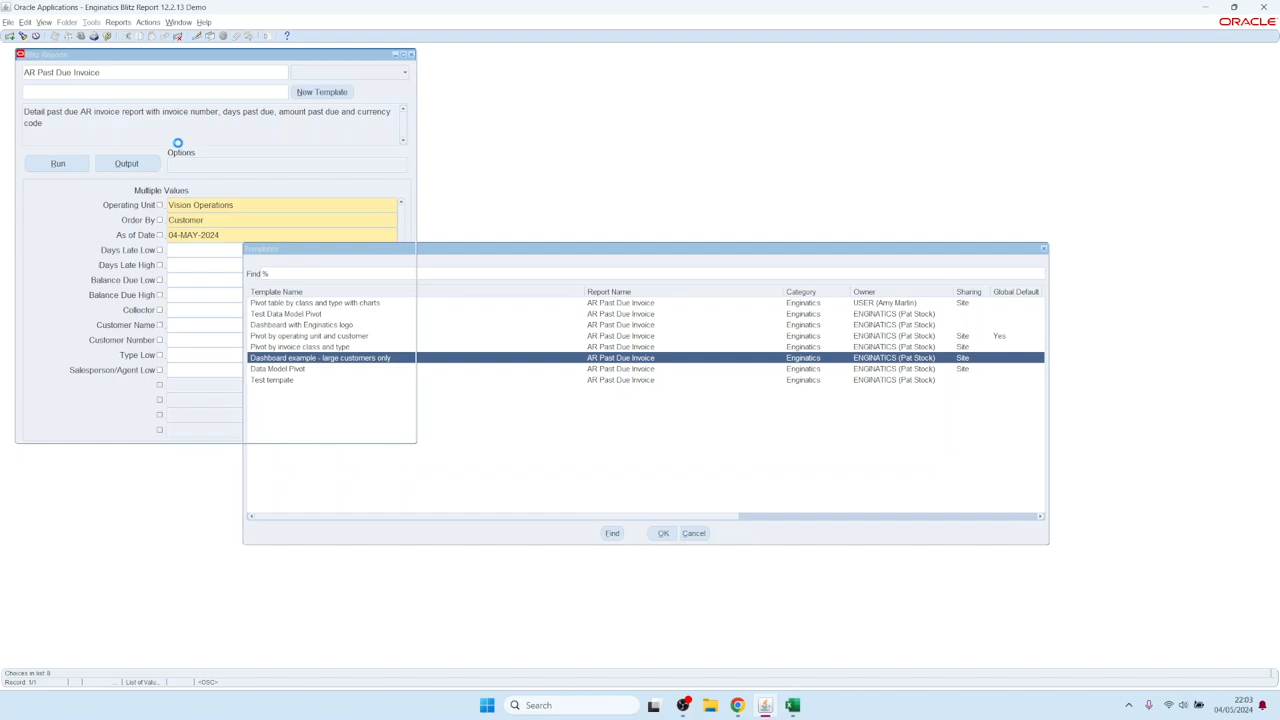 Oracle Applications - Enginatics Blitz Report 12.2.13 Demo
File Edit View Folder Tools Reports Actions Window Help
ORACLE
Blitz Reports
AR Past Due Invoice
New Template
Detail past due AR invoice report with invoice number, days past due, amount past due and currency
code
Options
Run Output
Multiple Values
Operating Unit Vision Operations
Order By Customer
As of Date 04-MAY-2024
Days Late Low
Days Late High
Balance Due Low
Balance Due High
Collector
Customer Name
Customer Number
Type Low
Salesperson/Agent Low
Templates
Find %
Template Name Report Name Category Owner Sharing Global Default
Pivot table by class and type with charts AR Past Due Invoice Enginatics USER (Amy Marlin) Site
Test Data Model Pivot AR Past Due Invoice Enginatics ENGINATICS (Pat Stock)
Dashboard with Enginatics logo AR Past Due Invoice Enginatics ENGINATICS (Pat Stock)
Pivot by operating unit and customer AR Past Due Invoice Enginatics ENGINATICS (Pat Stock) Site Yes
Pivot by invoice class and type AR Past Due Invoice Enginatics ENGINATICS (Pat Stock) Site
Dashboard example - large customers only AR Past Due Invoice Enginatics ENGINATICS (Pat Stock) Site
Data Model Pivot AR Past Due Invoice Enginatics ENGINATICS (Pat Stock) Site
Test tempate AR Past Due Invoice Enginatics ENGINATICS (Pat Stock)
Find OK Cancel
Choices in list: 8
Record: 1/1 ... List of Valu... <OSC>
Search
22:03
04/05/2024